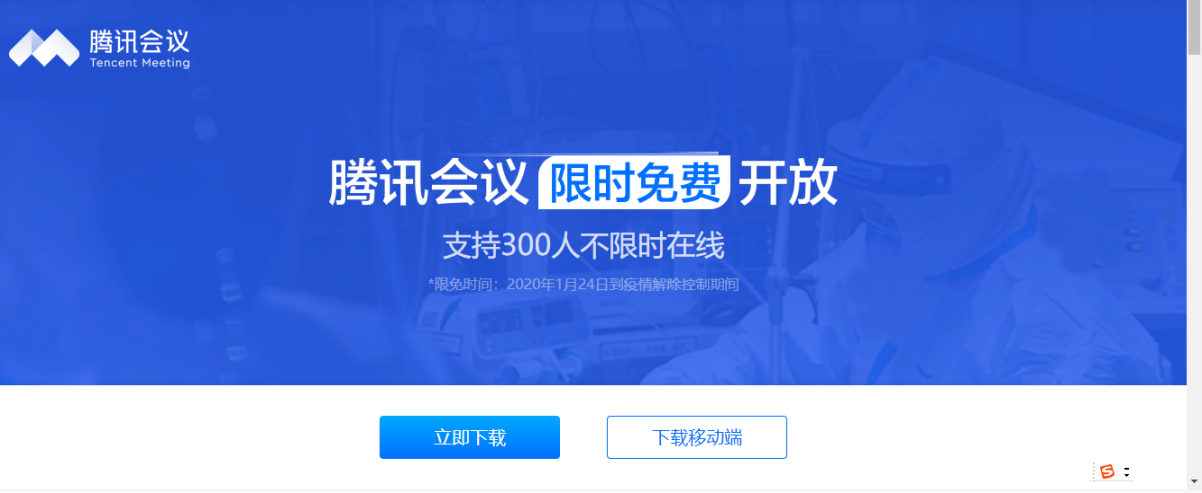 腾讯会议
Tencent Meeting
腾讯会议 限时免费 开放
支持300人不限时在线
*限免时间：2020年1月24日到疫情解除控制期间
立即下载
下载移动端